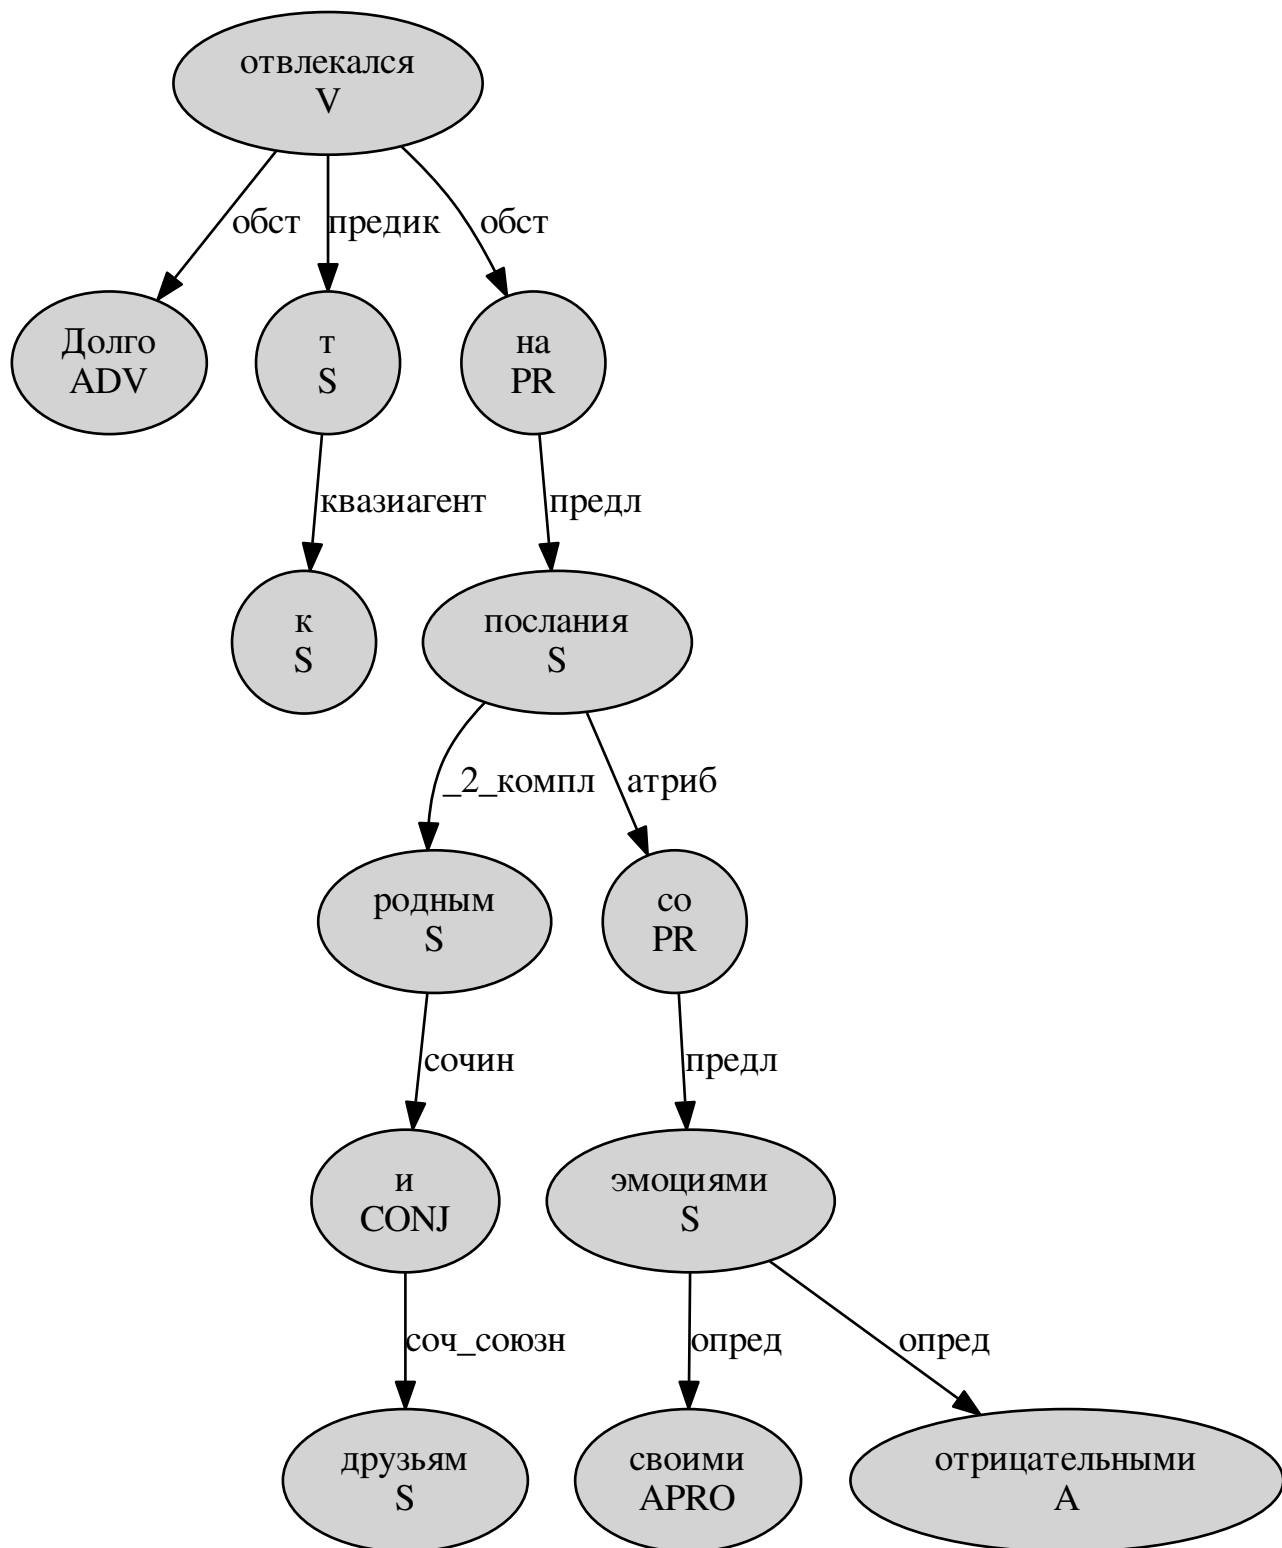 отвлекался
V
обст
предик
обст
Долго
ADV
т
S
на
PR
квазиагент
предл
к
S
послания
S
_2_компл
атриб
родным
S
со
PR
сочин
предл
и
CONJ
эмоциями
S
соч_союзн
опред
опред
друзьям
S
своими
APRO
отрицательными
A